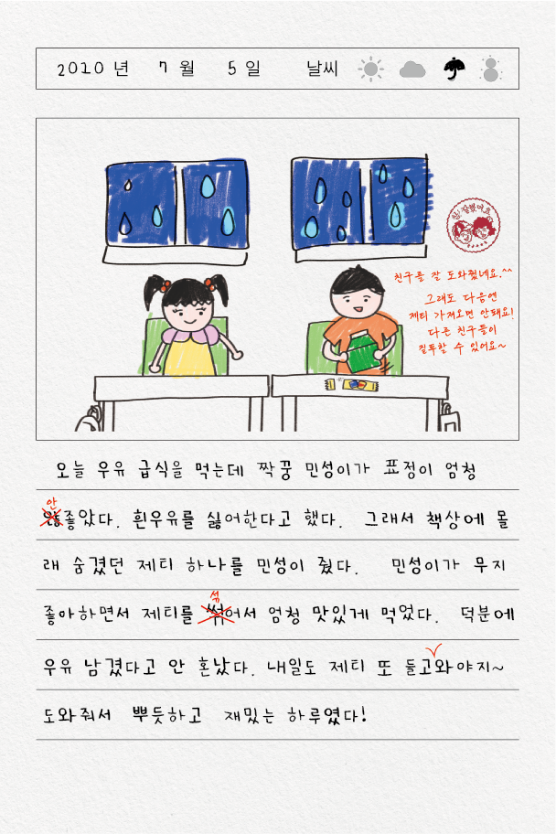 2010 년 7 월 5 일 날씨
참 잘했어요
친구를 잘 도와줬네요.^^
그래도 다음엔
제티 가져오면 안돼요!
다른 친구들이
질투할 수 있어요~
오늘 우유 급식을 먹는데 짝꿍 민성이가 표정이 엄청
안
않좋았다. 흰우유를 싫어한다고 했다. 그래서 책상에 몰
래 숨겼던 제티 하나를 민성이 줬다. 민성이가 무지
섞
좋아하면서 제티를 썪어서 엄청 맛있게 먹었다. 덕분에
우유 남겼다고 안 혼났다. 내일도 제티 또 들고와야지~
도와줘서 뿌듯하고 재밌는 하루였다!